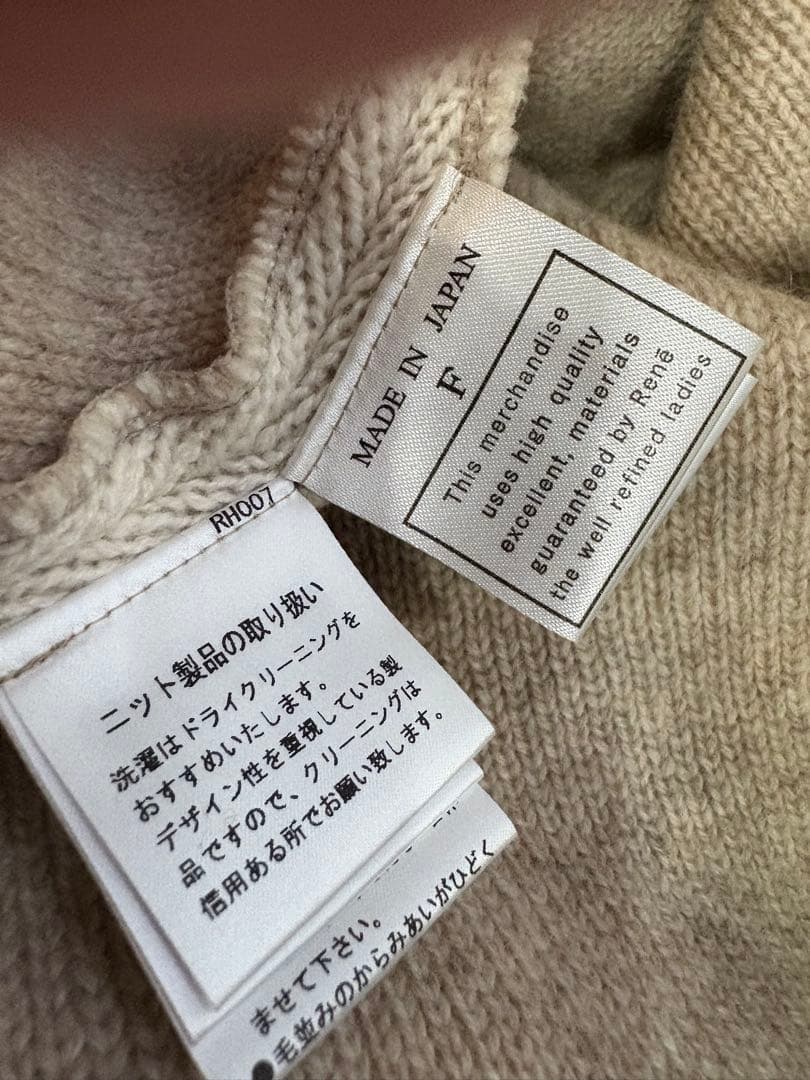 MADE IN JAPAN
F
This merchandise
uses high quality
excellent, materials
guaranteed by Renē
the well refined ladies
RH007
ニット製品の取り扱い
洗濯はドライクリーニングを
おすすめいたします。
デザイン性を重視している製
品ですので、クリーニングは
信用ある所でお願い致します。
ませて下さい。
●毛並みのからみあいがひどく